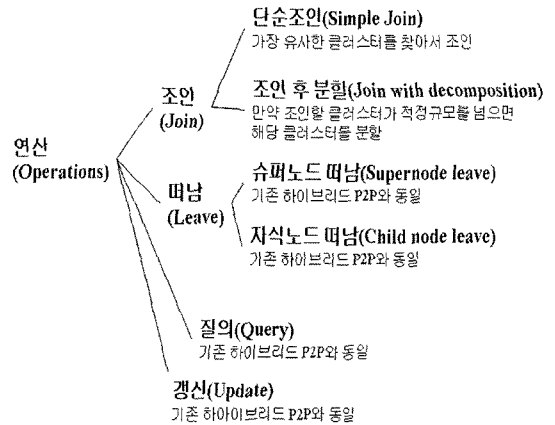 단순조인(Simple Join)
가장 유사한 클러스터를 찾아서 조인
조인 후 분할(Join with decomposition)
만약 조인할 클러스터가 적정규모를 넘으면
해당 클러스터를 분할
조인
(Join)
연산
(Operations)
떠남
(Leave)
슈퍼노드 떠남(Supernode leave)
기존 하이브리드 P2P와 동일
자식노드 떠남(Child node leave)
기존 하이브리드 P2P와 동일
질의(Query)
기존 하이브리드 P2P와 동일
갱신(Update)
기존 하아이브리드 P2P와 동일